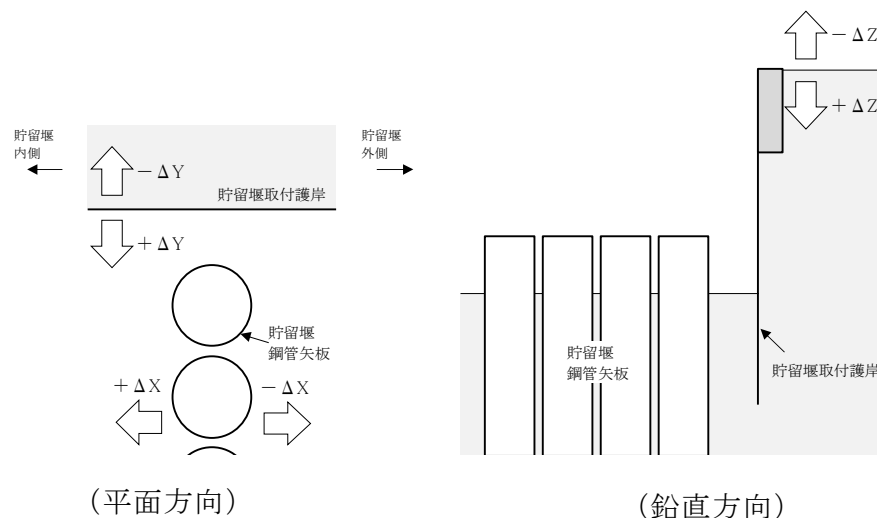 貯留堰
内側
貯留堰
外側
－ΔY
貯留堰取付護岸
＋ΔY
貯留堰
鋼管矢板
＋ΔX
－ΔX
（平面方向）
－ΔZ
＋ΔZ
貯留堰
鋼管矢板
貯留堰取付護岸
（鉛直方向）